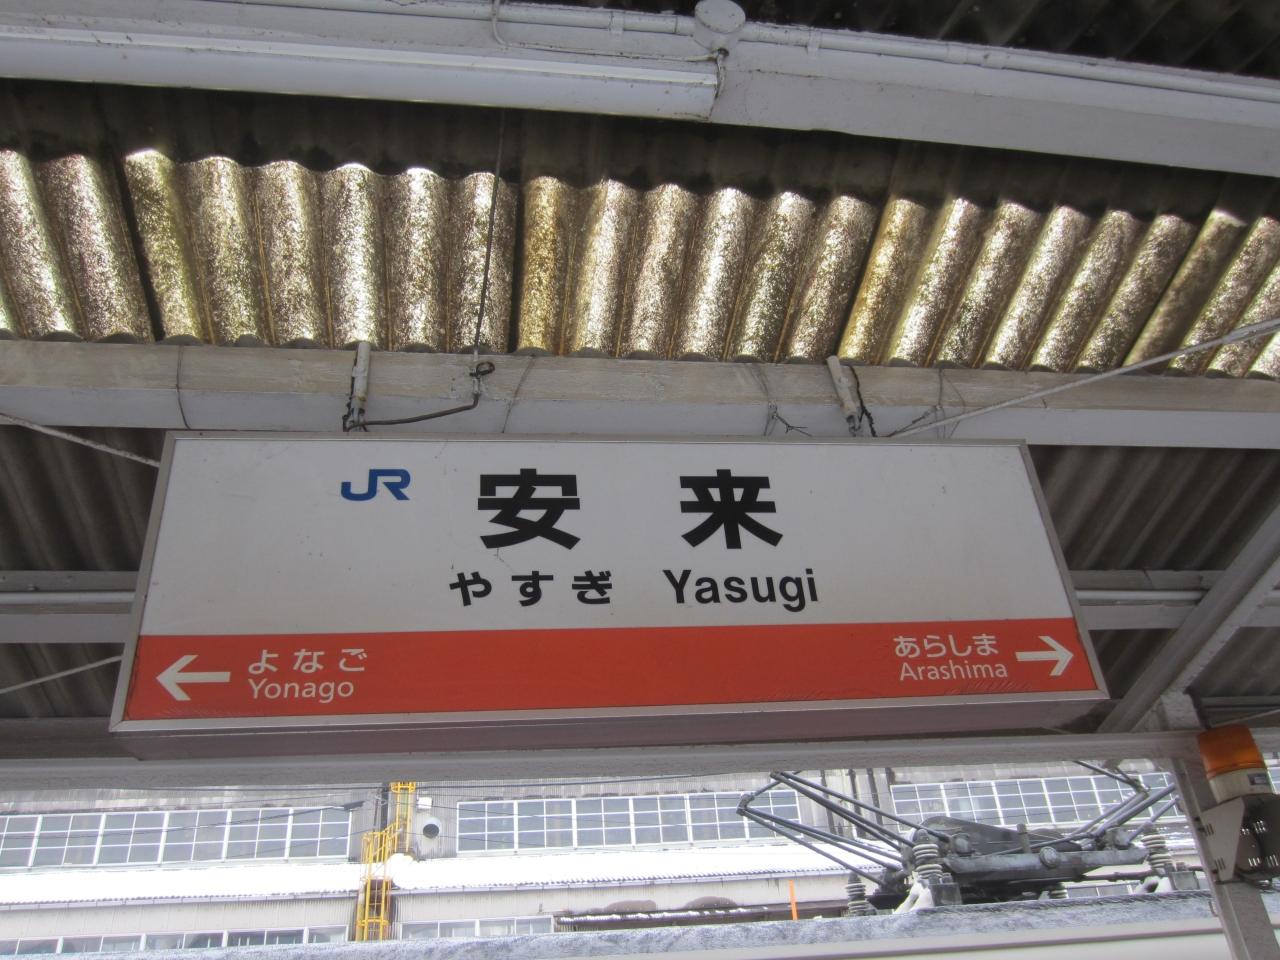 JR 安来
やすぎ Yasugi
← よなご
Yonago
あらしま →
Arashima